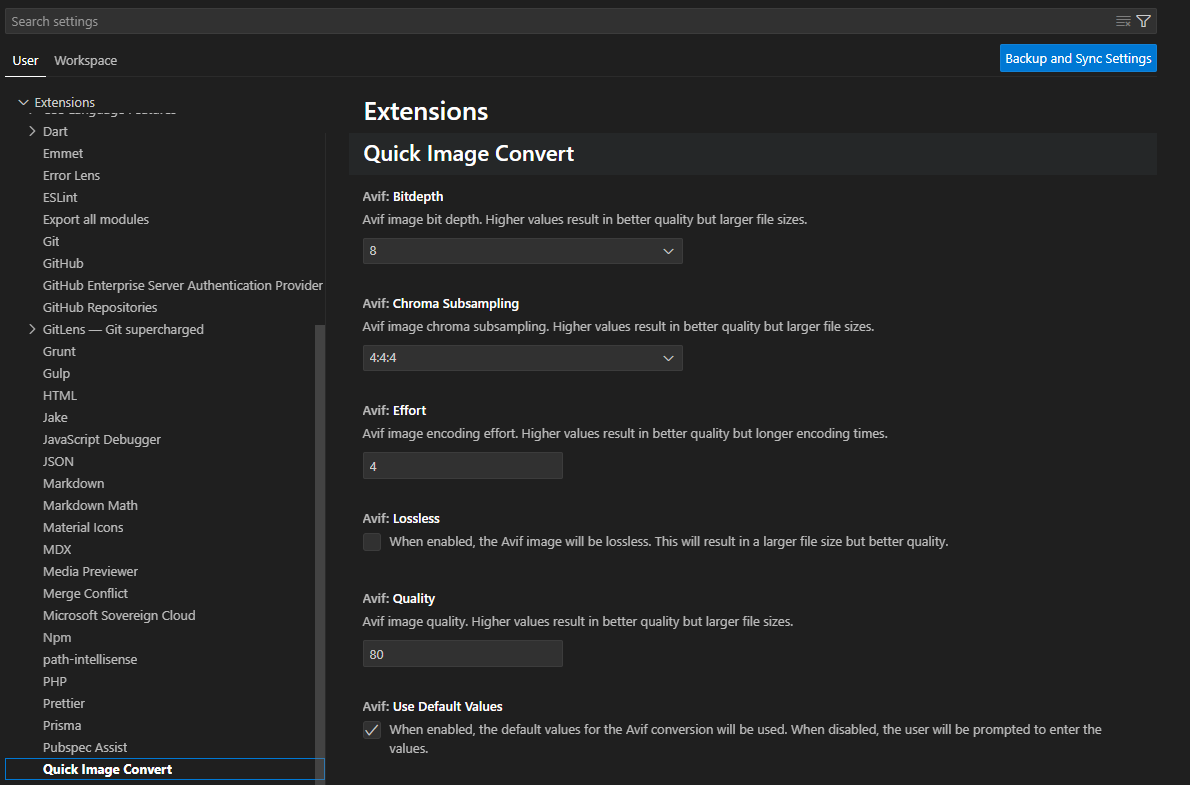 Search settings
User
Workspace
Backup and Sync Settings
Extensions
Dart
Emmet
Error Lens
ESLint
Export all modules
Git
GitHub
GitHub Enterprise Server Authentication Provider
GitHub Repositories
GitLens — Git supercharged
Grunt
Gulp
HTML
Jake
JavaScript Debugger
JSON
Markdown
Markdown Math
Material Icons
MDX
Media Previewer
Merge Conflict
Microsoft Sovereign Cloud
Npm
path-intellisense
PHP
Prettier
Prisma
Pubspec Assist
Quick Image Convert
Extensions
Quick Image Convert
Avif: Bitdepth
Avif image bit depth. Higher values result in better quality but larger file sizes.
8
Avif: Chroma Subsampling
Avif image chroma subsampling. Higher values result in better quality but larger file sizes.
4:4:4
Avif: Effort
Avif image encoding effort. Higher values result in better quality but longer encoding times.
4
Avif: Lossless
When enabled, the Avif image will be lossless. This will result in a larger file size but better quality.
Avif: Quality
Avif image quality. Higher values result in better quality but larger file sizes.
80
Avif: Use Default Values
When enabled, the default values for the Avif conversion will be used. When disabled, the user will be prompted to enter the
values.